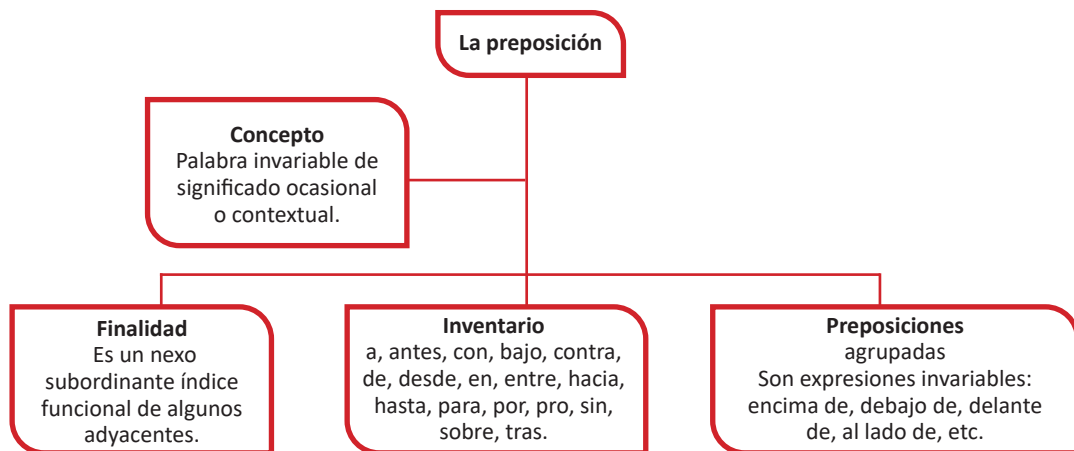 La preposición
Concepto
Palabra invariable de
significado ocasional
o contextual.
Finalidad
Es un nexo
subordinante índice
funcional de algunos
adyacentes.
Inventario
a, antes, con, bajo, contra,
de, desde, en, entre, hacia,
hasta, para, por, pro, sin,
sobre, tras.
Preposiciones
agrupadas
Son expresiones invariables:
encima de, debajo de, delante
de, al lado de, etc.